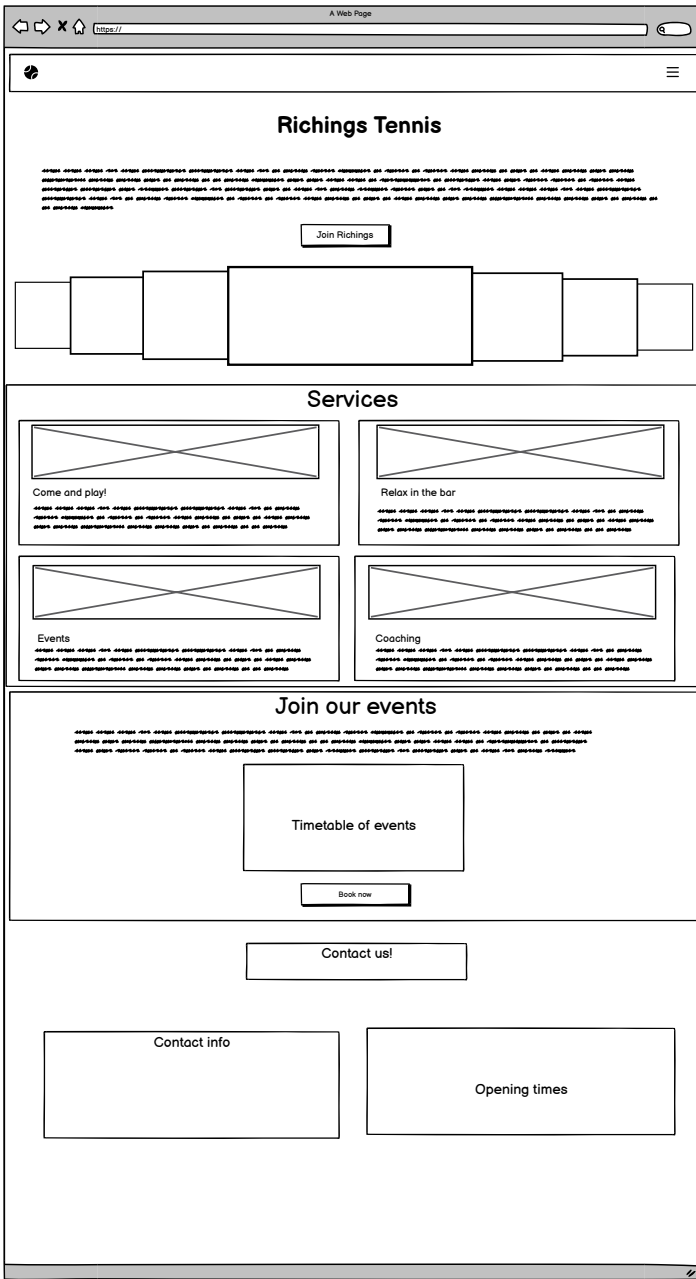 A Web Page
https://
Richings Tennis
Join Richings
Services
Come and play!
Relax in the bar
Events
Coaching
Join our events
Timetable of events
Book now
Contact us!
Contact info
Opening times